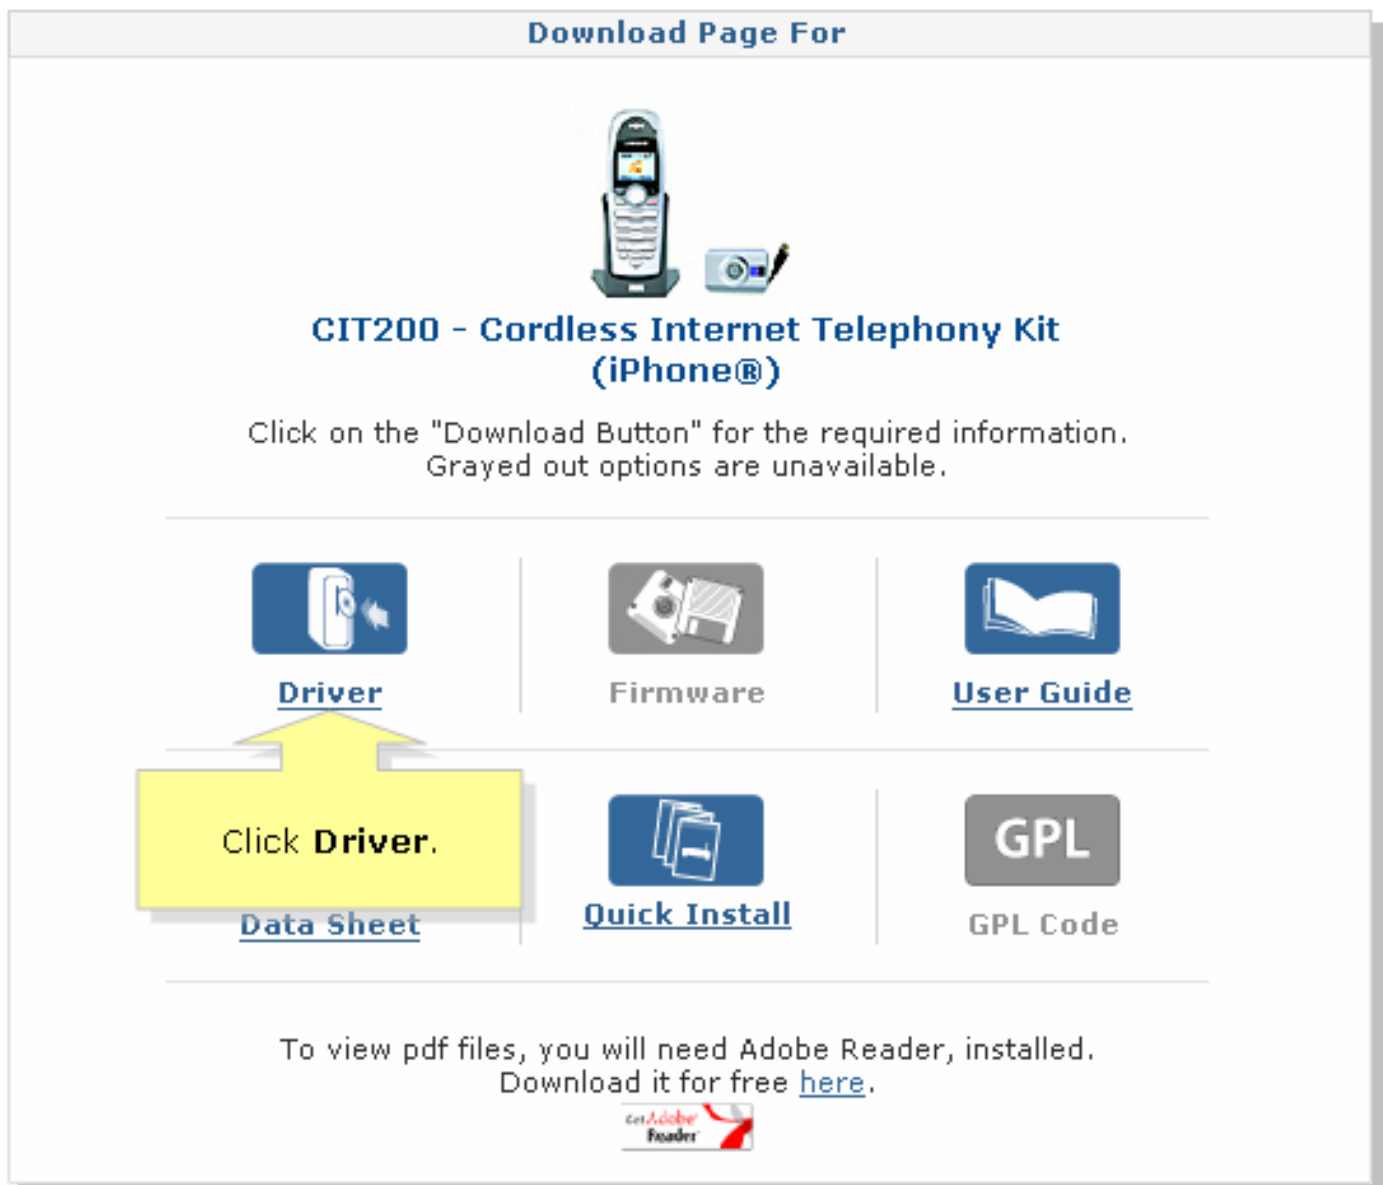 Download Page For
CIT200 - Cordless Internet Telephony Kit
(iPhone®)
Click on the "Download Button" for the required information.
Grayed out options are unavailable.
Driver
Firmware
User Guide
Click Driver.
Data Sheet
Quick Install
GPL
GPL Code
To view pdf files, you will need Adobe Reader, installed.
Download it for free here.
Get Adobe
Reader